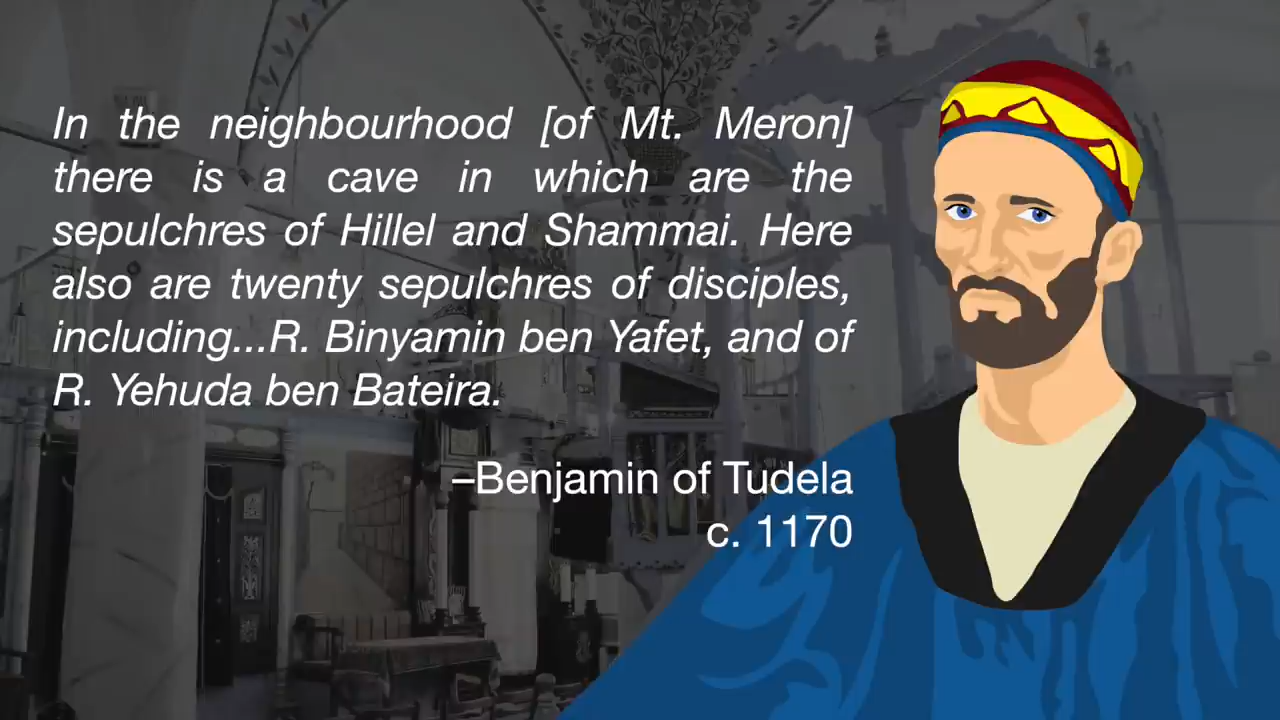 In the neighbourhood [of Mt. Meron]
there is a cave in which are the
sepulchres of Hillel and Shammai. Here
also are twenty sepulchres of disciples,
including...R. Binyamin ben Yafet, and of
R. Yehuda ben Bateira.
–Benjamin of Tudela
c. 1170